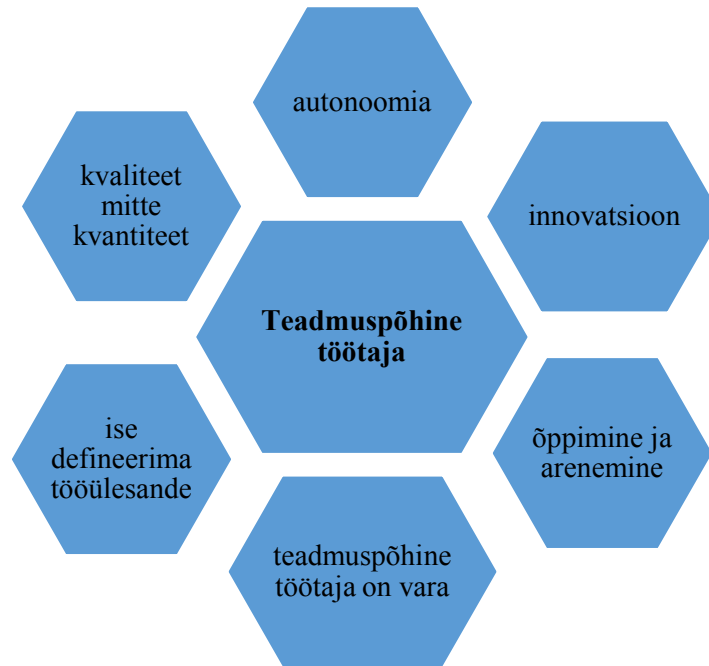 autonoomia
kvaliteet
mitte
kvantiteet
innovatsioon
Teadmuspõhine
töötaja
ise
defineerima
tööülesande
õppimine ja
arenemine
teadmuspõhine
töötaja on vara